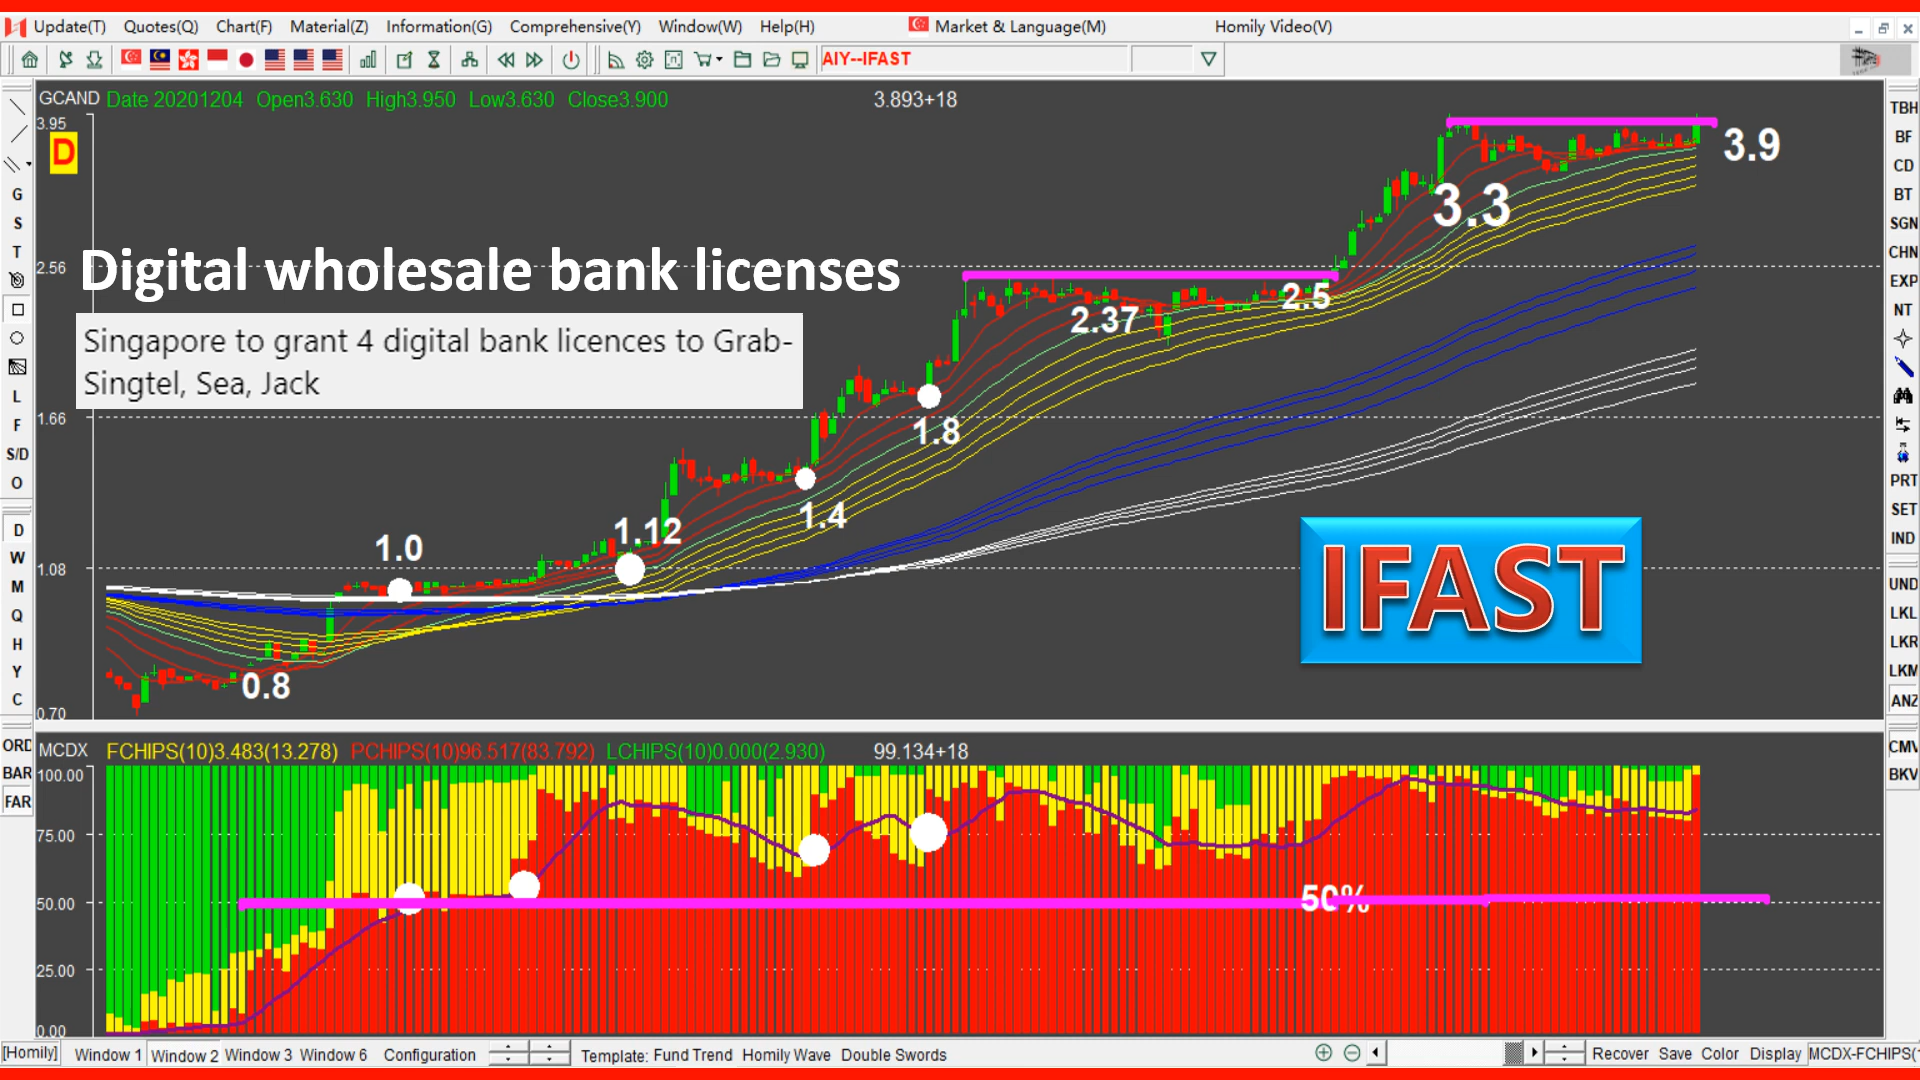 Update(T) Quotes(Q) Chart(F) Material(Z) Information(G) Comprehensive(Y) Window(W) Help(H) Market & Language(M) Homily Video(V)
AIY--IFAST
GCAND Date 20201204 Open3.630 High3.950 Low3.630 Close3.900 3.893+18
3.95
D
3.9
3.3
Digital wholesale bank licenses
2.56
2.5
2.37
Singapore to grant 4 digital bank licences to Grab-
Singtel, Sea, Jack
1.66
1.8
1.4
1.12
1.0
1.08
IFAST
0.8
0.70
MCDX FCHIPS(10)3.483(13.278) PCHIPS(10)96.517(83.792) LCHIPS(10)0.000(2.930) 99.134+18
100.00
75.00
50.00
50%
25.00
0.00
G
S
T
L
F
S/D
O
D
W
M
Q
H
Y
C
ORD
BAR
FAR
TBH
BF
CD
BT
SGN
CHN
EXP
NT
PRT
SET
IND
UND
LKL
LKR
LKM
ANZ
CMV
BKV
[Homily] Window 1 Window 2 Window 3 Window 6 Configuration Template: Fund Trend Homily Wave Double Swords Recover Save Color Display MCDX-FCHIPS(